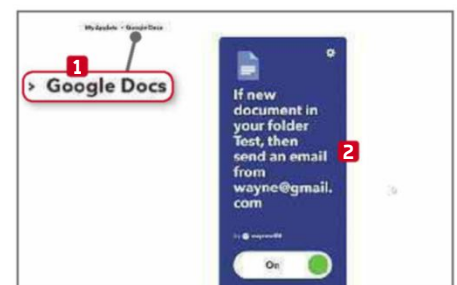 My Applets > Google Docs
1
> Google Docs
If new
document in
your folder
Test, then
send an email
from
wayne@gmail.
com
2
by
On